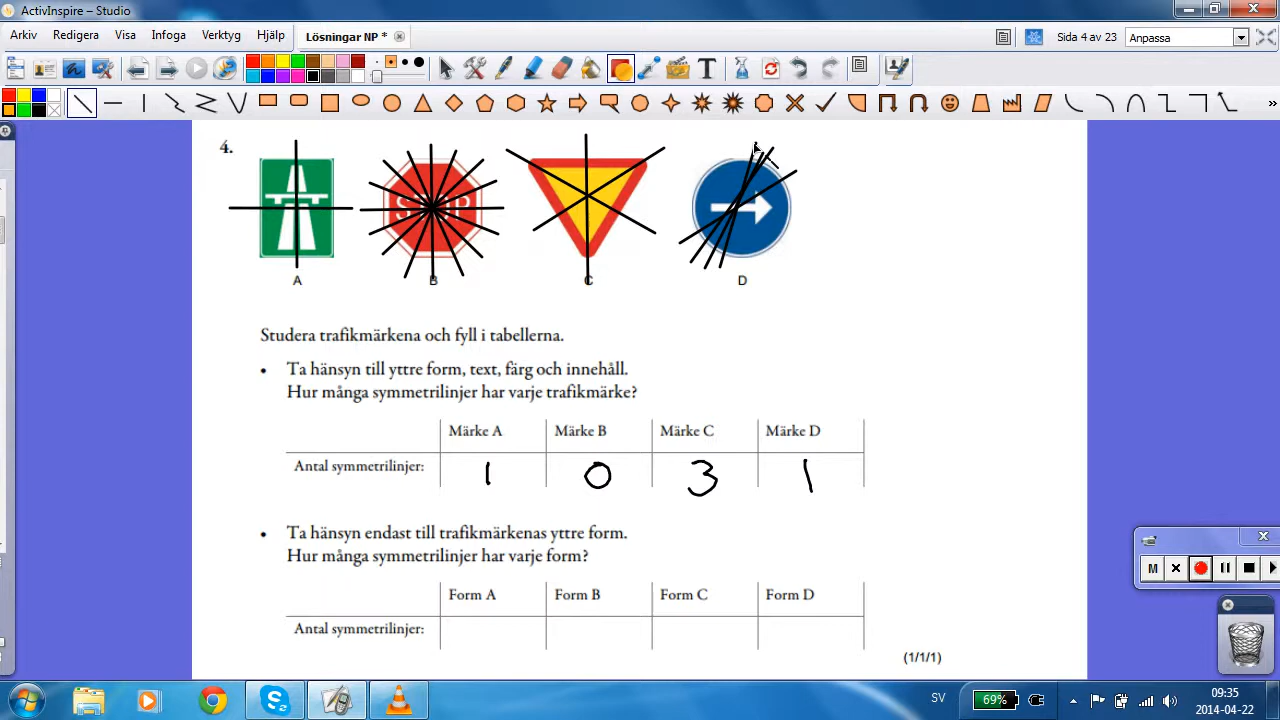 ActivInspire – Studio
Arkiv Redigera Visa Infoga Verktyg Hjälp Lösningar NP * Sida 4 av 23 Anpassa
4.
STOP
A B C D
Studera trafikmärkena och fyll i tabellerna.
• Ta hänsyn till yttre form, text, färg och innehåll.
Hur många symmetrilinjer har varje trafikmärke?
Märke A Märke B Märke C Märke D
Antal symmetrilinjer: 1 0 3 1
• Ta hänsyn endast till trafikmärkenas yttre form.
Hur många symmetrilinjer har varje form?
Form A Form B Form C Form D
Antal symmetrilinjer:
(1/1/1)
M
SV 69% 09:35
2014-04-22